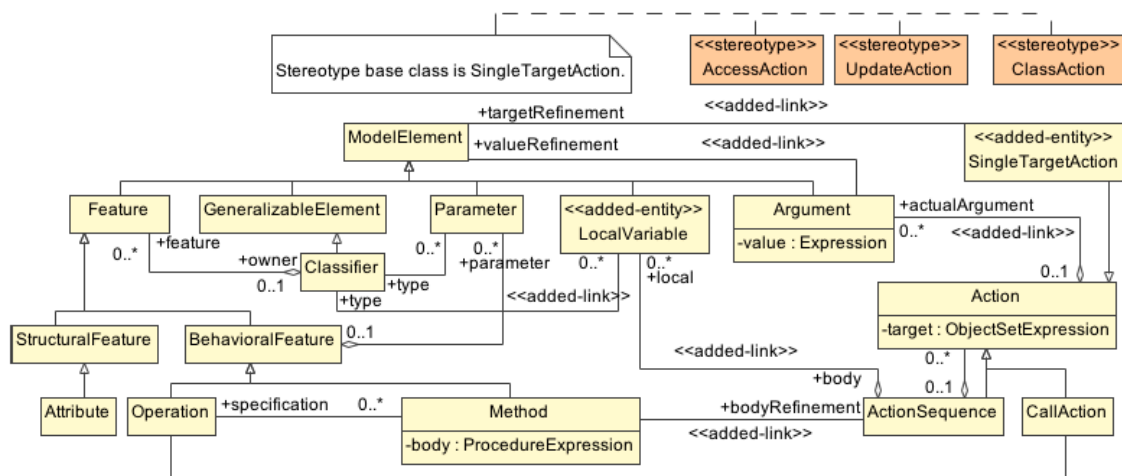 <<stereotype>>
AccessAction
<<stereotype>>
UpdateAction
<<stereotype>>
ClassAction
Stereotype base class is SingleTargetAction.
+targetRefinement
<<added-link>>
ModelElement
+valueRefinement
<<added-link>>
<<added-entity>>
SingleTargetAction
Feature
GeneralizableElement
Parameter
<<added-entity>>
LocalVariable
Argument
-value : Expression
+actualArgument
0..*
<<added-link>>
+feature
0..*
+owner
0..1
Classifier
+type
0..*
0..*
+parameter
0..*
0..*
+local
+type
<<added-link>>
0..1
Action
-target : ObjectSetExpression
StructuralFeature
BehavioralFeature
0..1
<<added-link>>
0..*
+body
0..1
Attribute
Operation
+specification
0..*
Method
-body : ProcedureExpression
+bodyRefinement
<<added-link>>
ActionSequence
CallAction